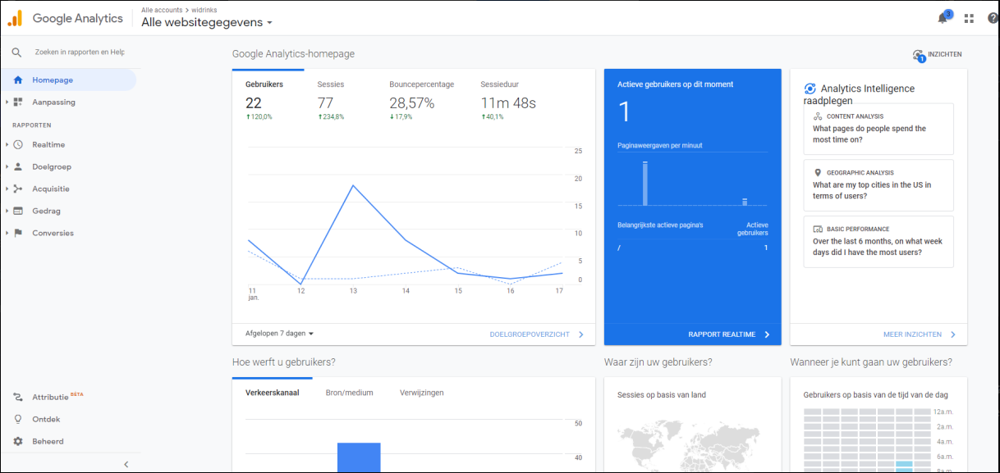 Google Analytics
Alle accounts > widrinks
Alle websitegegevens
3
?
Zoeken in rapporten en Help
Homepage
Aanpassing
RAPPORTEN
Realtime
Doelgroep
Acquisitie
Gedrag
Conversies
Attributie BETA
Ontdek
Beheerd
Google Analytics-homepage
1
INZICHTEN
Gebruikers
22
120,0%
Sessies
77
234,8%
Bouncepercentage
28,57%
17,9%
Sessieduur
11m 48s
40,1%
25
20
15
10
5
0
11
jan.
12
13
14
15
16
17
Afgelopen 7 dagen
DOELGROEPOVERZICHT
Actieve gebruikers op dit moment
1
Paginaweergaven per minuut
Belangrijkste actieve pagina's
Actieve
gebruikers
/
1
RAPPORT REALTIME
Analytics Intelligence
raadplegen
CONTENT ANALYSIS
What pages do people spend the
most time on?
GEOGRAPHIC ANALYSIS
What are my top cities in the US in
terms of users?
BASIC PERFORMANCE
Over the last 6 months, on what week
days did I have the most users?
MEER INZICHTEN
Hoe werft u gebruikers?
Verkeerskanaal
Bron/medium
Verwijzingen
50
40
Waar zijn uw gebruikers?
Sessies op basis van land
Wanneer je kunt gaan uw gebruikers?
Gebruikers op basis van de tijd van de dag
12a.m.
2a.m.
4a.m.
6a.m.
8a.m.